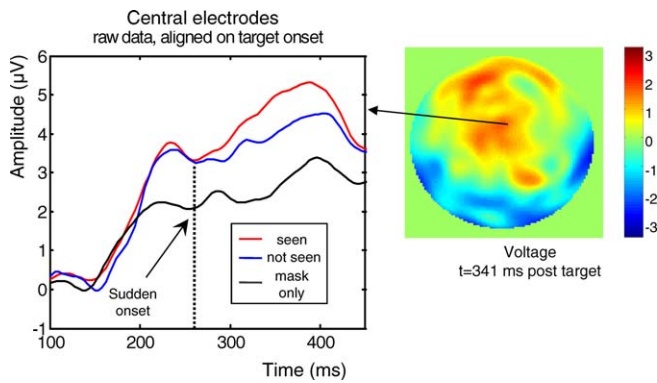 Central electrodes
raw data, aligned on target onset
Amplitude (µV)
6
5
4
3
2
1
0
-1
100
200
300
400
Time (ms)
Sudden
onset
seen
not seen
mask
only
3
2
1
0
-1
-2
-3
Voltage
t=341 ms post target